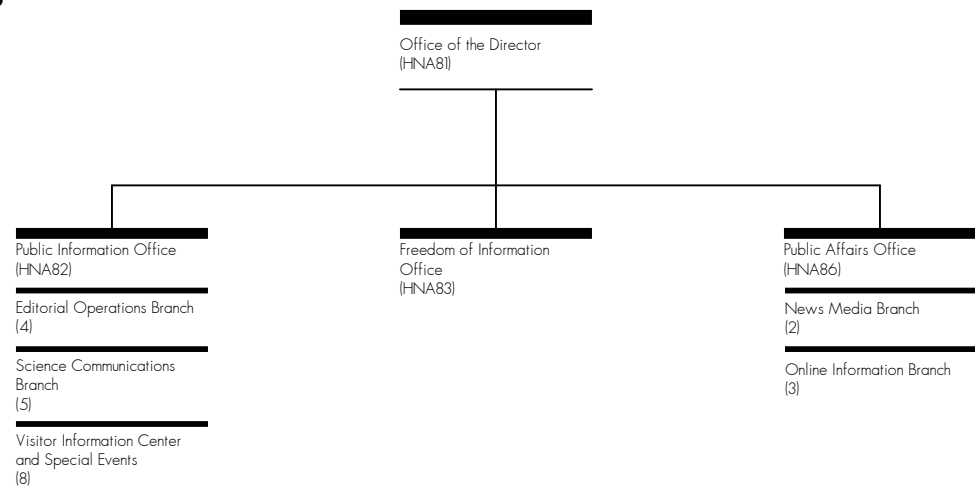 Office of the Director
(HNA81)
Public Information Office
(HNA82)
Editorial Operations Branch
(4)
Science Communications
Branch
(5)
Visitor Information Center
and Special Events
(8)
Freedom of Information
Office
(HNA83)
Public Affairs Office
(HNA86)
News Media Branch
(2)
Online Information Branch
(3)